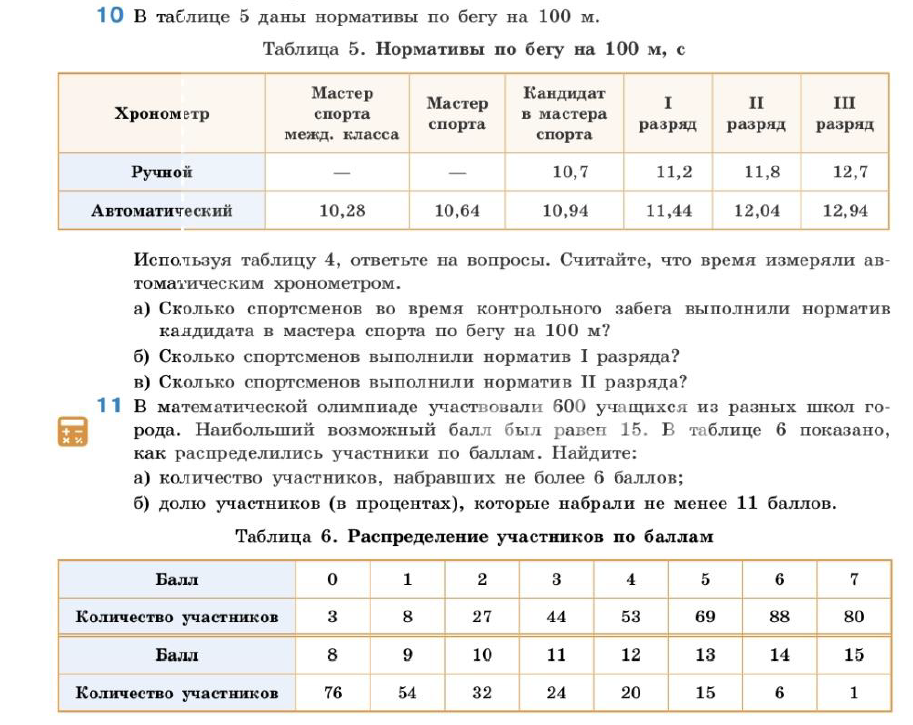 10 В таблице 5 даны нормативы по бегу на 100 м.
Таблица 5. Нормативы по бегу на 100 м, с
Хронометр | Мастер спорта межд. класса | Мастер спорта | Кандидат в мастера спорта | I разряд | II разряд | III разряд
Ручной | — | — | 10,7 | 11,2 | 11,8 | 12,7
Автоматический | 10,28 | 10,64 | 10,94 | 11,44 | 12,04 | 12,94
Используя таблицу 4, ответьте на вопросы. Считайте, что время измеряли ав-
томатическим хронометром.
а) Сколько спортсменов во время контрольного забега выполнили норматив
кандидата в мастера спорта по бегу на 100 м?
б) Сколько спортсменов выполнили норматив I разряда?
в) Сколько спортсменов выполнили норматив II разряда?
11 В математической олимпиаде участвовали 600 учащихся из разных школ го-
рода. Наибольший возможный балл был равен 15. В таблице 6 показано,
как распределились участники по баллам. Найдите:
а) количество участников, набравших не более 6 баллов;
б) долю участников (в процентах), которые набрали не менее 11 баллов.
Таблица 6. Распределение участников по баллам
Балл | 0 | 1 | 2 | 3 | 4 | 5 | 6 | 7
Количество участников | 3 | 8 | 27 | 44 | 53 | 69 | 88 | 80
Балл | 8 | 9 | 10 | 11 | 12 | 13 | 14 | 15
Количество участников | 76 | 54 | 32 | 24 | 20 | 15 | 6 | 1